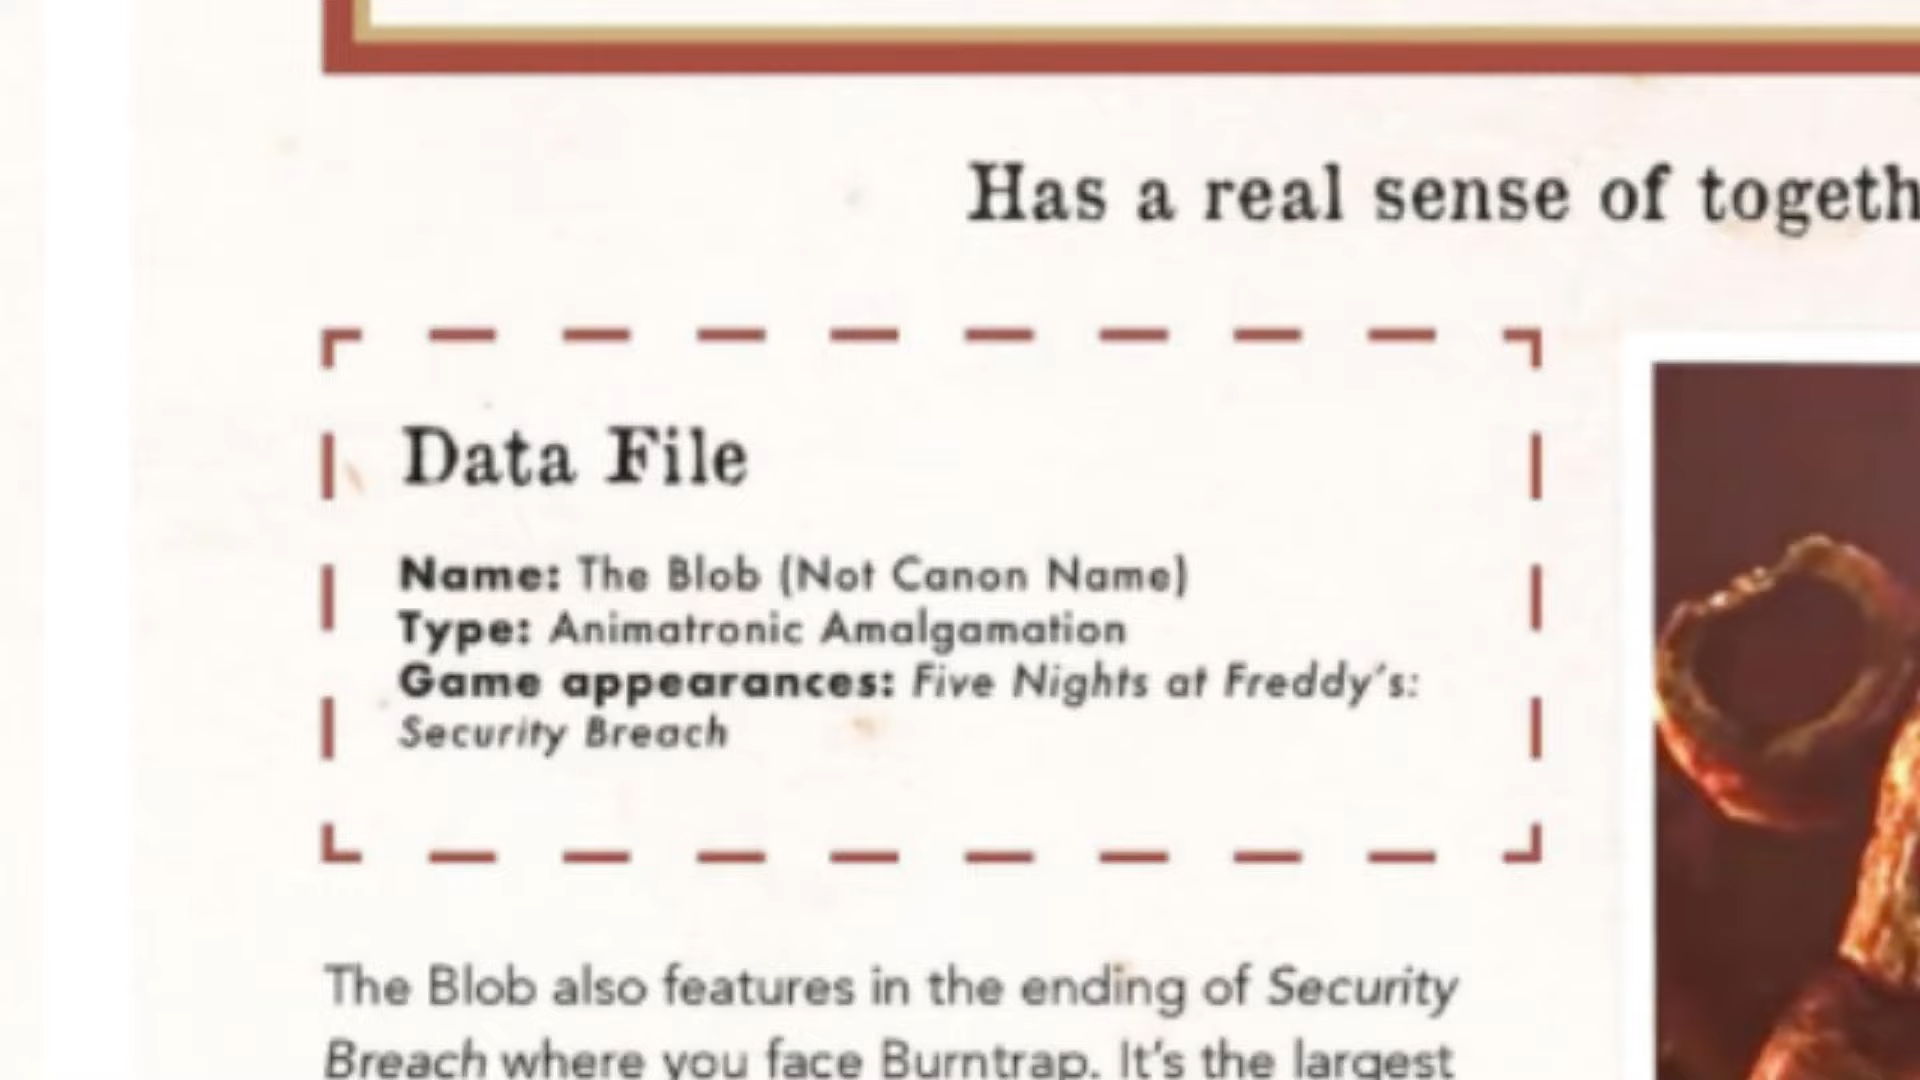 Has a real sense of togeth
Data File
Name: The Blob (Not Canon Name)
Type: Animatronic Amalgamation
Game appearances: Five Nights at Freddy's:
Security Breach
The Blob also features in the ending of Security
Breach where you face Burntrap. It's the largest